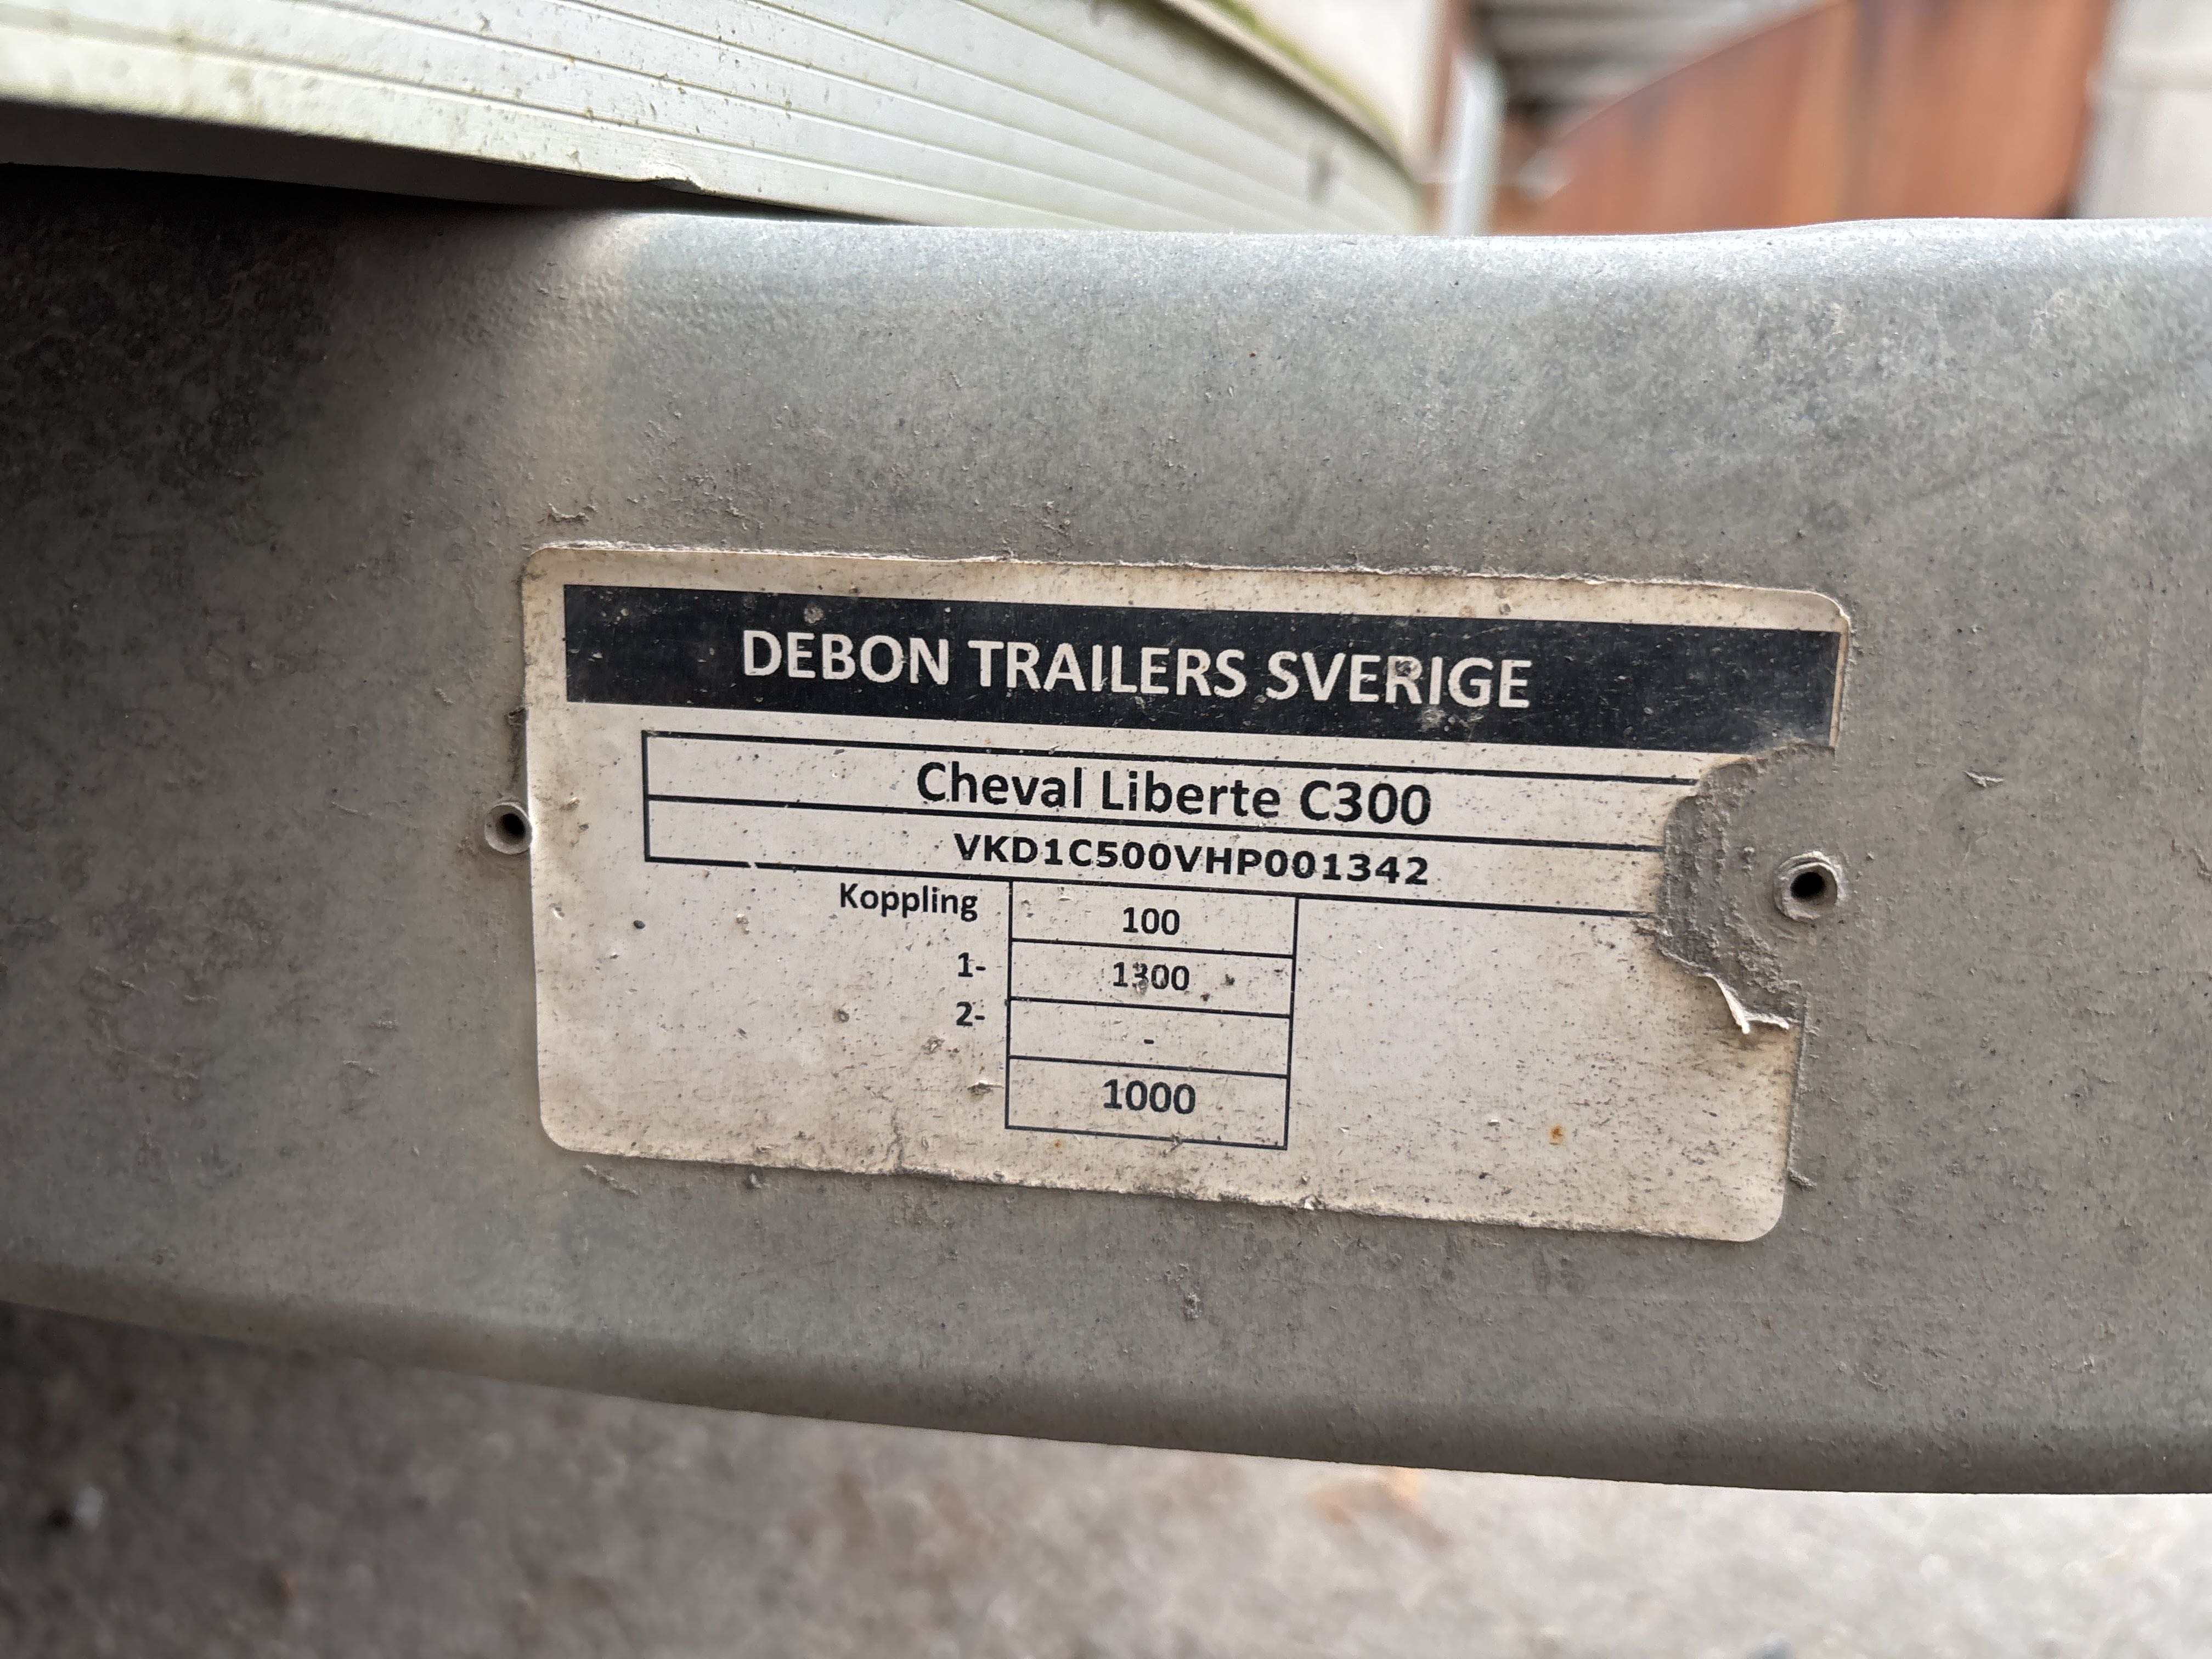 DEBON TRAILERS SVERIGE
Cheval Liberte C300
VKD1C500VHP001342
Koppling 100
1- 1300
2- -
1000